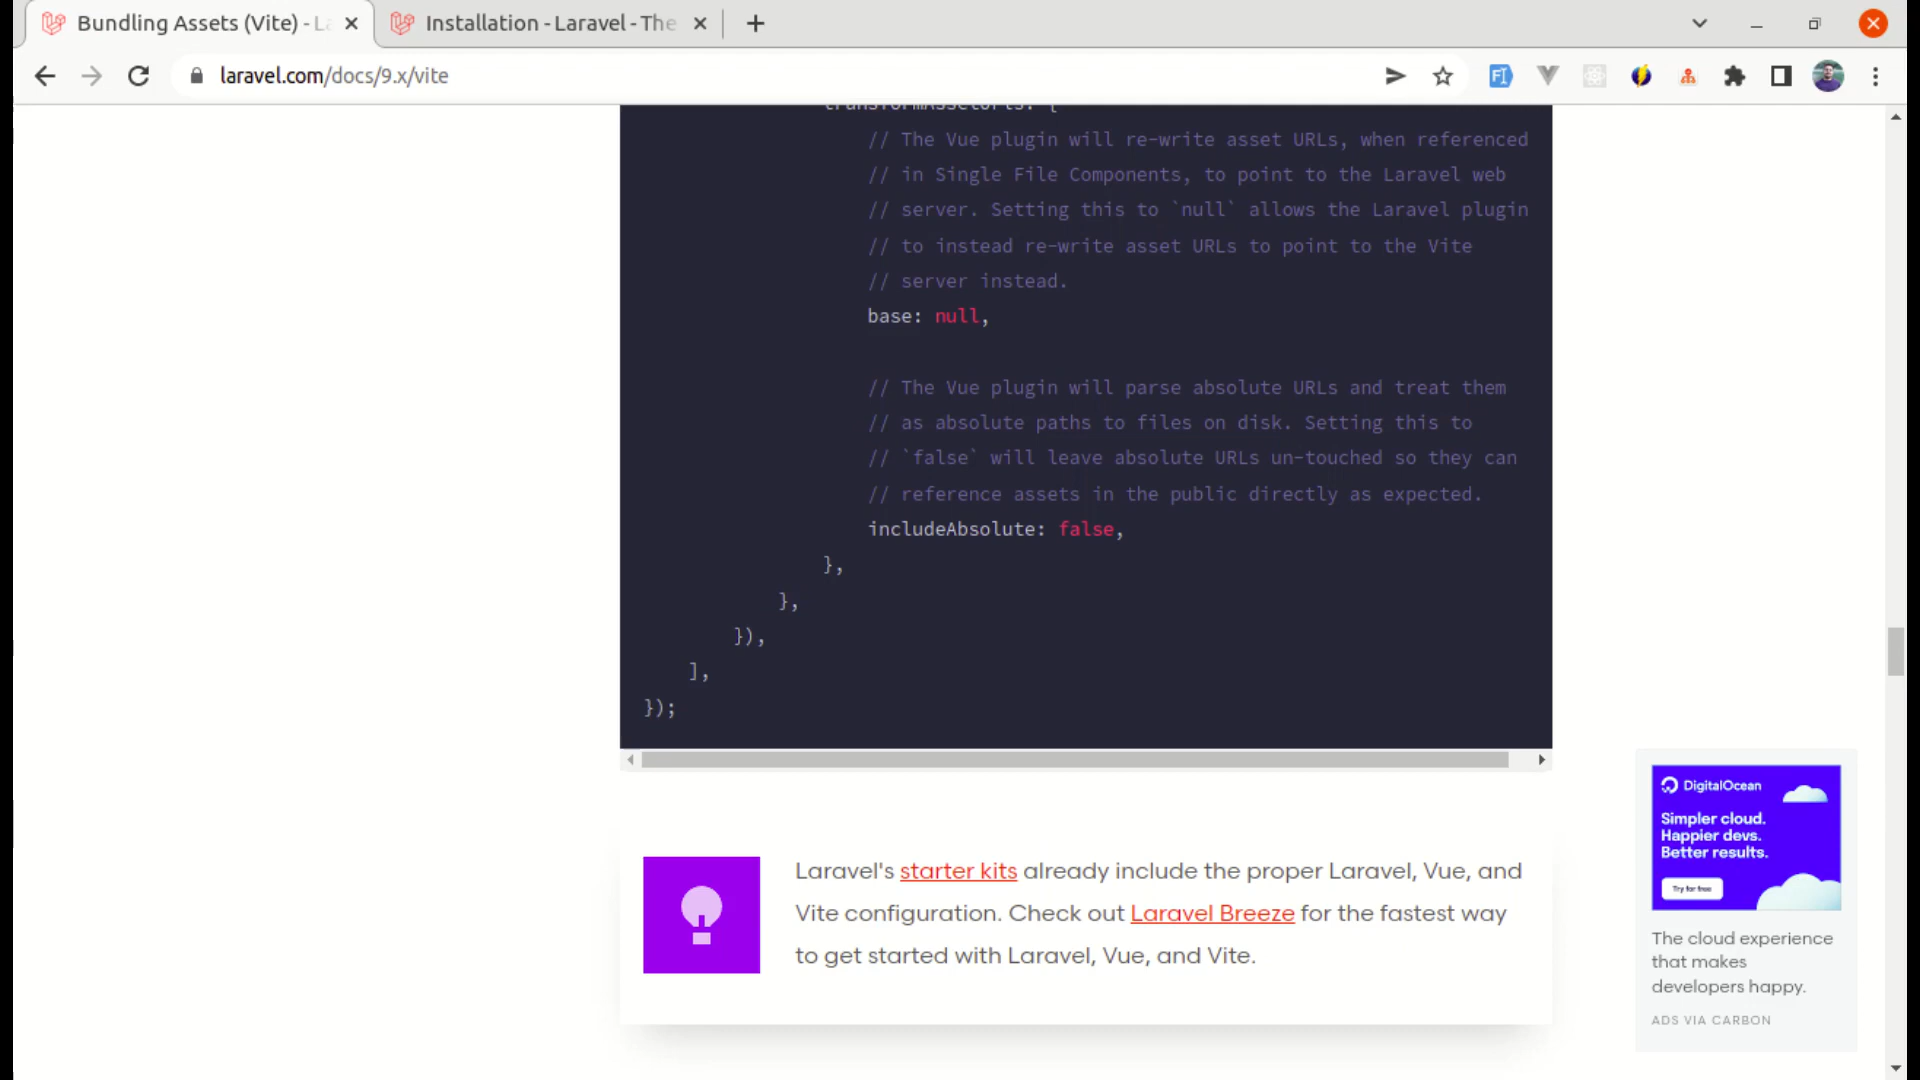 Bundling Assets (Vite) - La
Installation - Laravel - The
laravel.com/docs/9.x/vite
transformAssetUrls: {
// The Vue plugin will re-write asset URLs, when referenced
// in Single File Components, to point to the Laravel web
// server. Setting this to `null` allows the Laravel plugin
// to instead re-write asset URLs to point to the Vite
// server instead.
base: null,
// The Vue plugin will parse absolute URLs and treat them
// as absolute paths to files on disk. Setting this to
// `false` will leave absolute URLs un-touched so they can
// reference assets in the public directly as expected.
includeAbsolute: false,
},
},
}),
],
});
Laravel's starter kits already include the proper Laravel, Vue, and
Vite configuration. Check out Laravel Breeze for the fastest way
to get started with Laravel, Vue, and Vite.
DigitalOcean
Simpler cloud.
Happier devs.
Better results.
Try for free
The cloud experience
that makes
developers happy.
ADS VIA CARBON